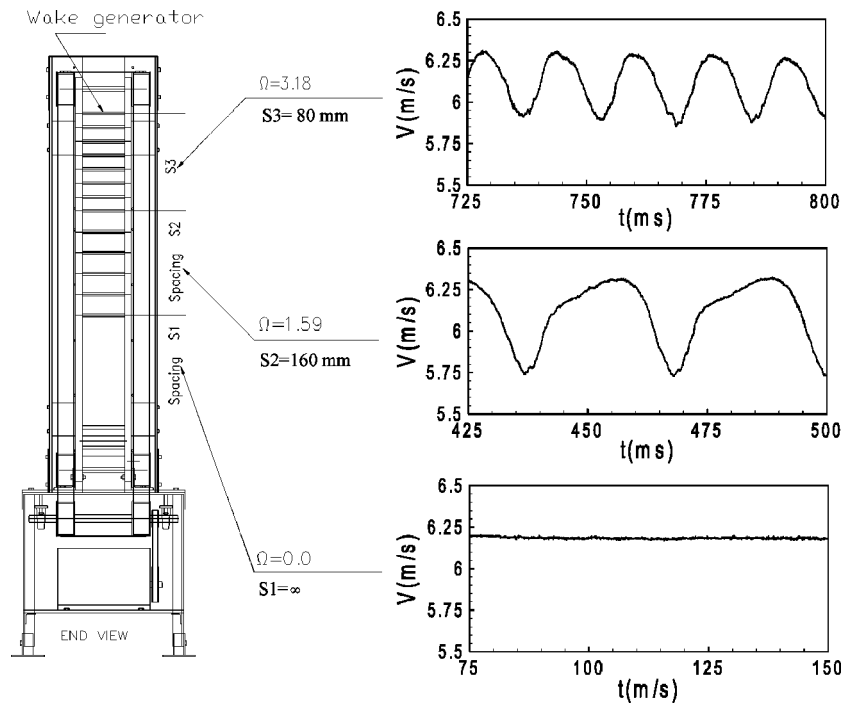 Wake generator
Ω=3.18
S3= 80 mm
S3
S2
Spacing
Ω=1.59
S2=160 mm
S1
Spacing
Ω=0.0
S1=∞
END VIEW
V(m/s)
6.5
6.25
6
5.75
5.5
725 750 775 800
t(ms)
V(m/s)
6.5
6.25
6
5.75
5.5
425 450 475 500
t(ms)
V(m/s)
6.5
6.25
6
5.75
5.5
75 100 125 150
t(m/s)